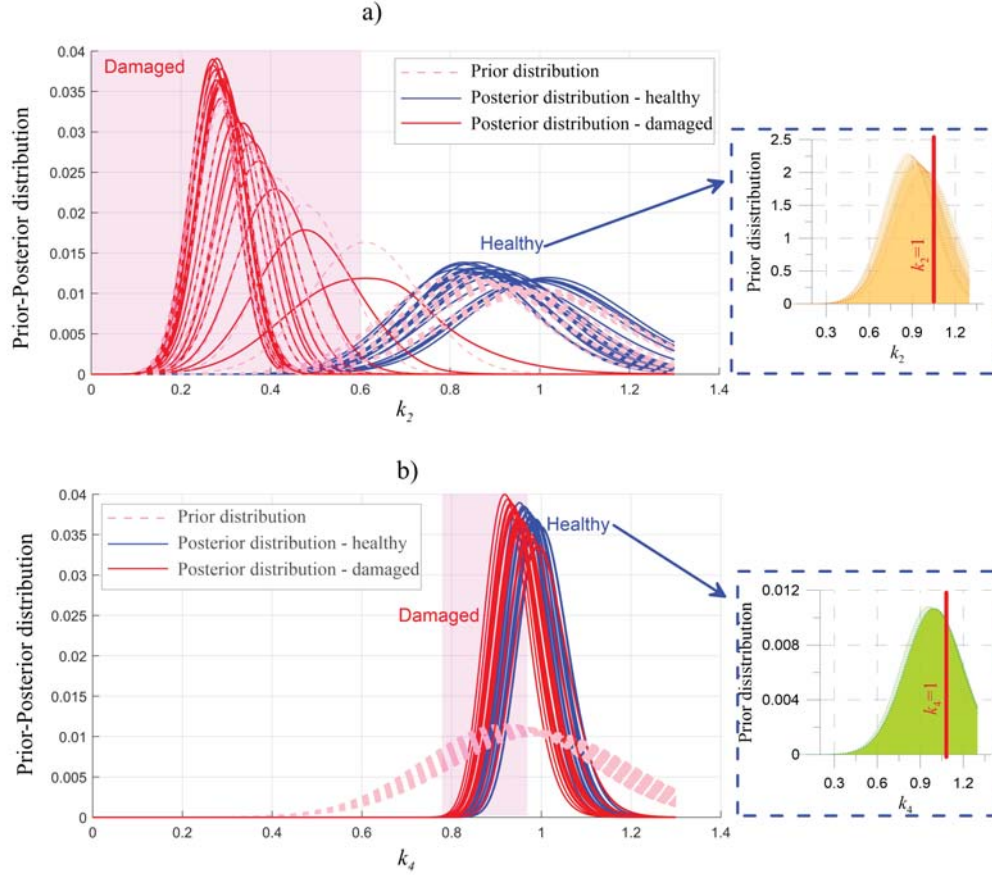 a)
0.04
0.035
0.03
0.025
0.02
0.015
0.01
0.005
0
Prior-Posterior distribution
Damaged
Prior distribution
Posterior distribution - healthy
Posterior distribution - damaged
Healthy
0 0.2 0.4 0.6 0.8 1 1.2 1.4
k2
2.5
2
1.5
1
0.5
0
Prior disistribution
k2=1
0.3 0.6 0.9 1.2
k2
b)
0.04
0.035
0.03
0.025
0.02
0.015
0.01
0.005
0
Prior-Posterior distribution
Prior distribution
Posterior distribution - healthy
Posterior distribution - damaged
Healthy
Damaged
0 0.2 0.4 0.6 0.8 1 1.2 1.4
k4
0.012
0.008
0.004
0
Prior disistribution
k4=1
0.3 0.6 0.9 1.2
k4